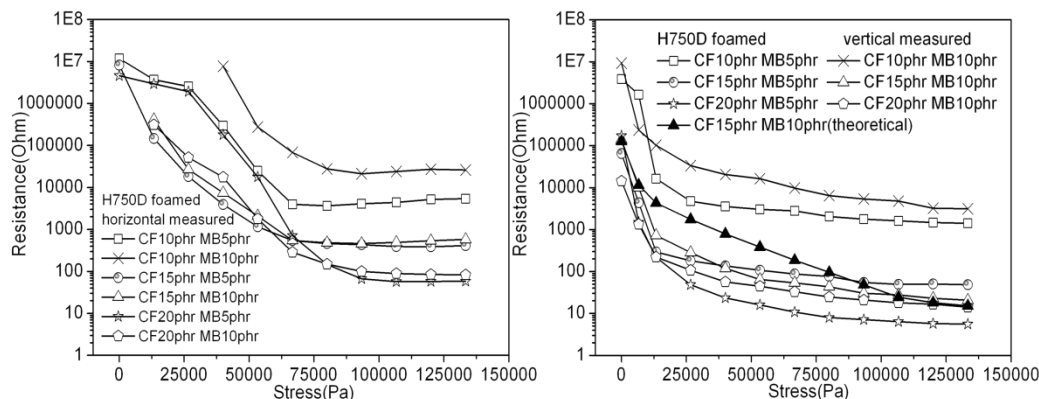 1E8
1E7
1000000
100000
10000
1000
100
10
1
Resistance(Ohm)
H750D foamed
horizontal measured
CF10phr MB5phr
CF10phr MB10phr
CF15phr MB5phr
CF15phr MB10phr
CF20phr MB5phr
CF20phr MB10phr
0 25000 50000 75000 100000 125000 150000
Stress(Pa)
1E8
1E7
1000000
100000
10000
1000
100
10
1
Resistance(Ohm)
H750D foamed vertical measured
CF10phr MB5phr CF10phr MB10phr
CF15phr MB5phr CF15phr MB10phr
CF20phr MB5phr CF20phr MB10phr
CF15phr MB10phr(theoretical)
0 25000 50000 75000 100000 125000 150000
Stress(Pa)